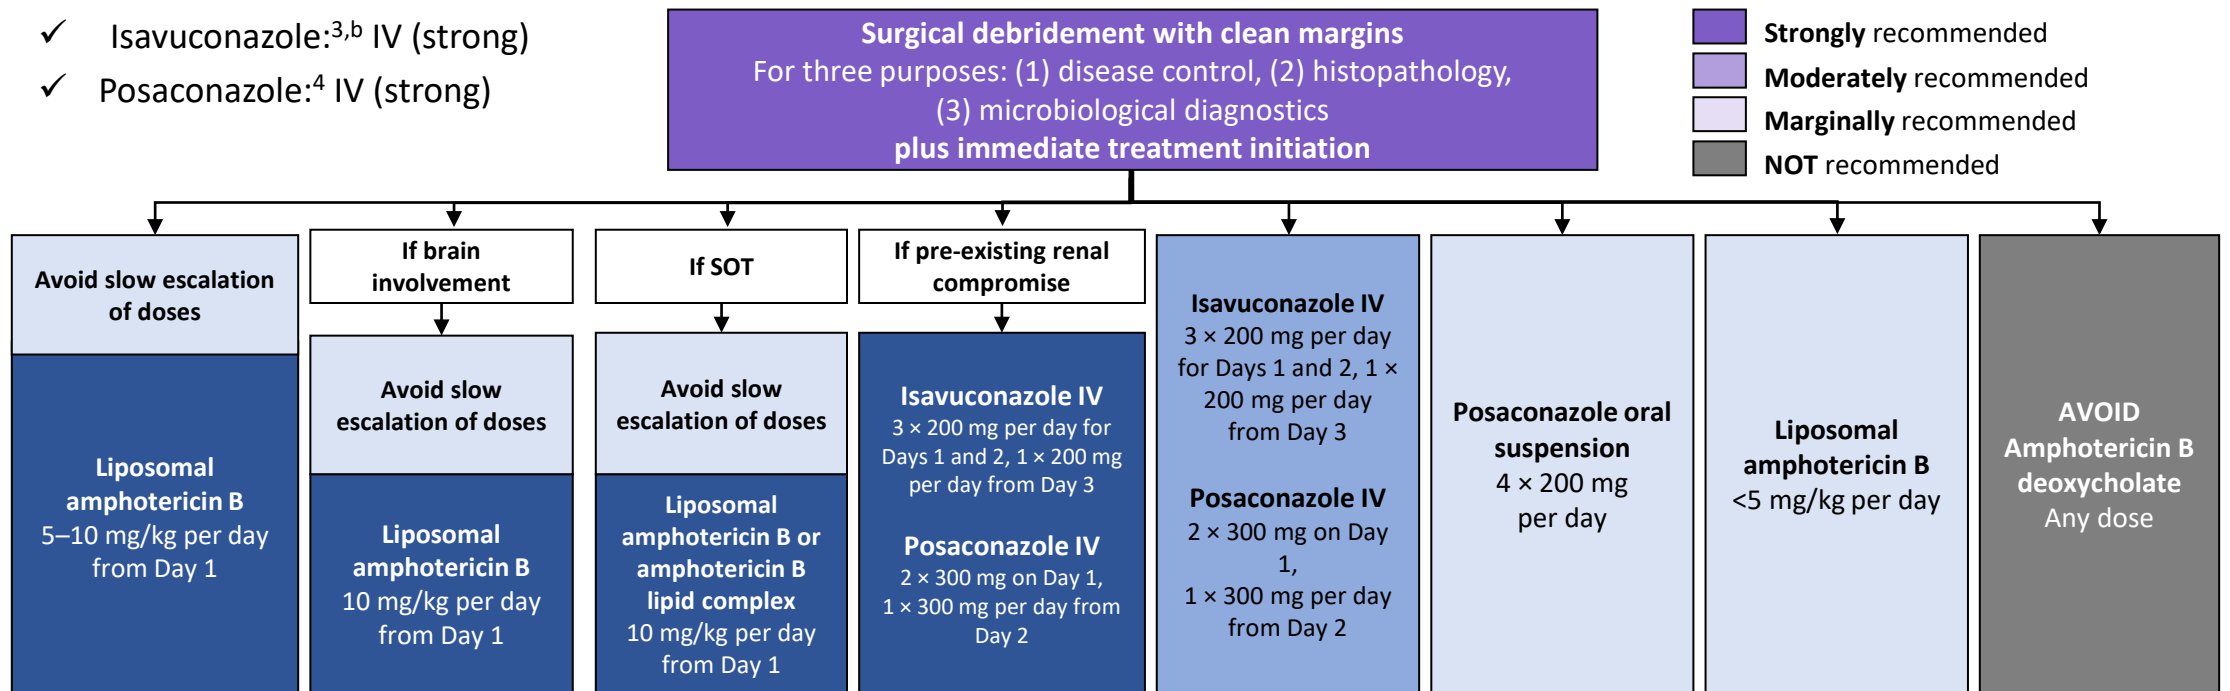 ✓ Isavuconazole:3,b IV (strong)
✓ Posaconazole:4 IV (strong)
Surgical debridement with clean margins
For three purposes: (1) disease control, (2) histopathology,
(3) microbiological diagnostics
plus immediate treatment initiation
Strongly recommended
Moderately recommended
Marginally recommended
NOT recommended
Avoid slow escalation
of doses
Liposomal
amphotericin B
5–10 mg/kg per day
from Day 1
If brain
involvement
Avoid slow
escalation of doses
Liposomal
amphotericin B
10 mg/kg per day
from Day 1
If SOT
Avoid slow
escalation of doses
Liposomal
amphotericin B or
amphotericin B
lipid complex
10 mg/kg per day
from Day 1
If pre-existing renal
compromise
Isavuconazole IV
3 × 200 mg per day for
Days 1 and 2, 1 × 200 mg
per day from Day 3
Posaconazole IV
2 × 300 mg on Day 1,
1 × 300 mg per day from
Day 2
Isavuconazole IV
3 × 200 mg per day
for Days 1 and 2, 1 ×
200 mg per day
from Day 3
Posaconazole IV
2 × 300 mg on Day
1,
1 × 300 mg per day
from Day 2
Posaconazole oral
suspension
4 × 200 mg
per day
Liposomal
amphotericin B
<5 mg/kg per day
AVOID
Amphotericin B
deoxycholate
Any dose